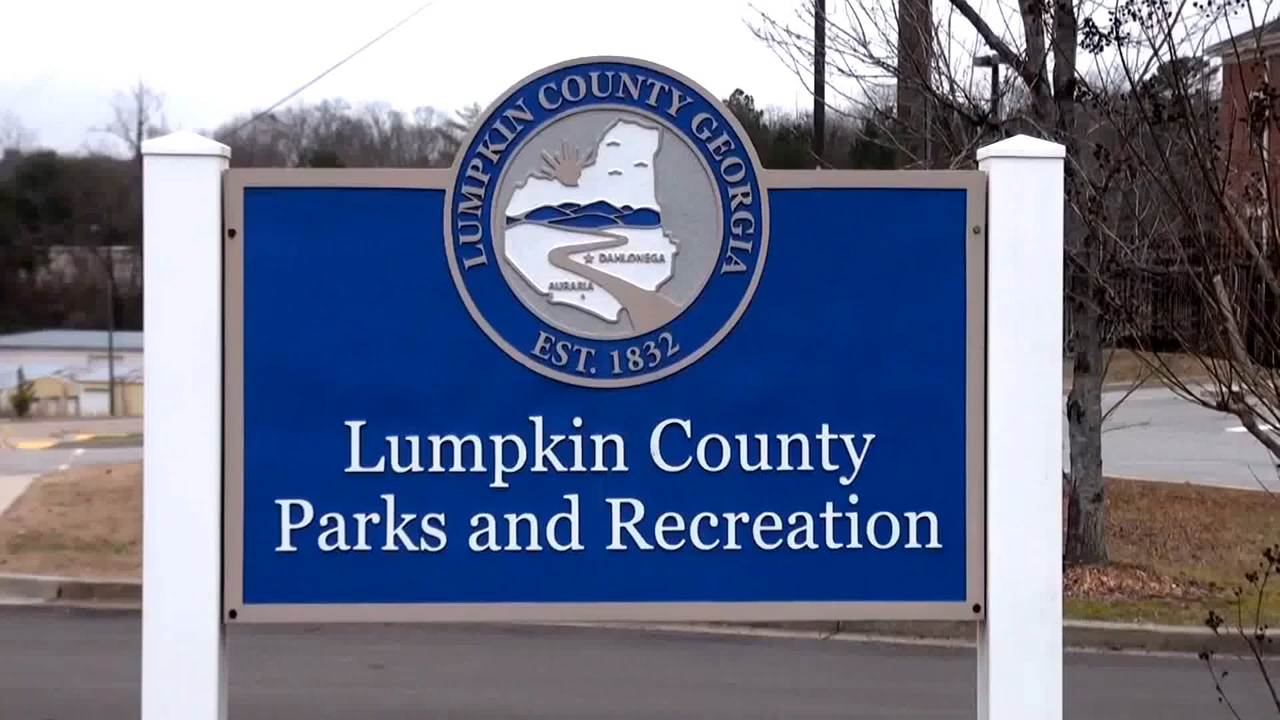 LUMPKIN COUNTY GEORGIA
DAHLONEGA
AURARIA
EST. 1832
Lumpkin County
Parks and Recreation